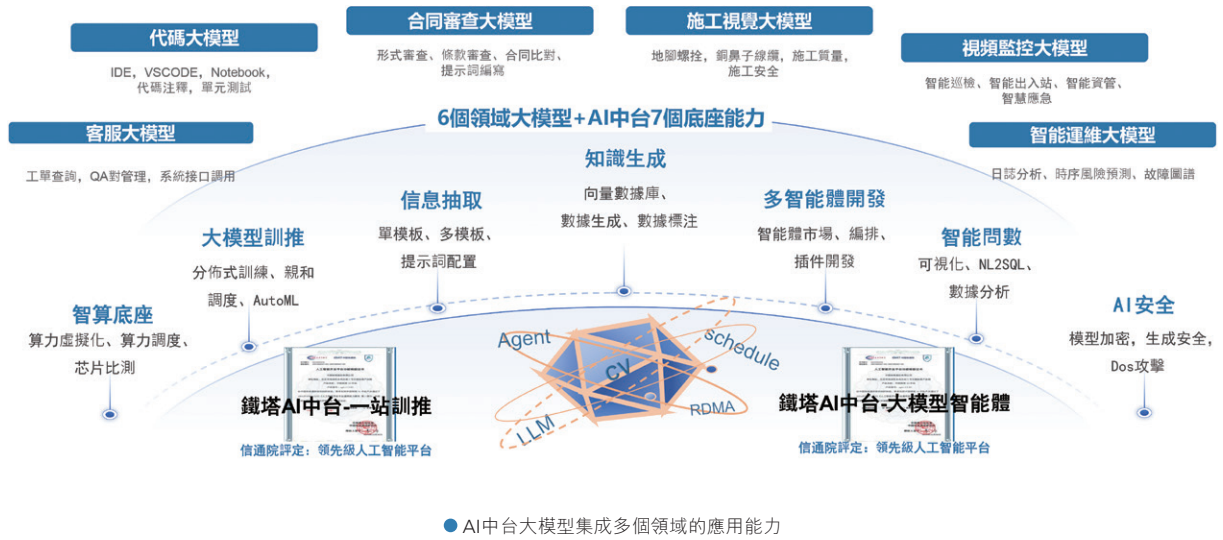 合同審查大模型
形式審查、條款審查、合同比對、
提示詞編寫
施工視覺大模型
地腳螺拴，銅鼻子線纜，施工質量，
施工安全
代碼大模型
IDE，VSCODE，Notebook，
代碼注釋，單元測試
視頻監控大模型
智能巡檢、智能出入站、智能資管、
智慧應急
客服大模型
工單查詢，QA對管理，系統接口調用
6個領域大模型+AI中台7個底座能力
智能運維大模型
日誌分析、時序風險預測、故障圖譜
知識生成
向量數據庫、
數據生成、數據標注
信息抽取
單模板、多模板、
提示詞配置
多智能體開發
智能體市場、編排、
插件開發
大模型訓推
分佈式訓練、親和
調度、AutoML
智能問數
可視化、NL2SQL、
數據分析
智算底座
算力虛擬化、算力調度、
芯片比測
AI安全
模型加密，生成安全，
Dos攻擊
Agent
schedule
CV
LLM
RDMA
鐵塔AI中台-一站訓推
信通院評定：領先級人工智能平台
鐵塔AI中台-大模型智能體
信通院評定：領先級人工智能平台
AI中台大模型集成多個領域的應用能力